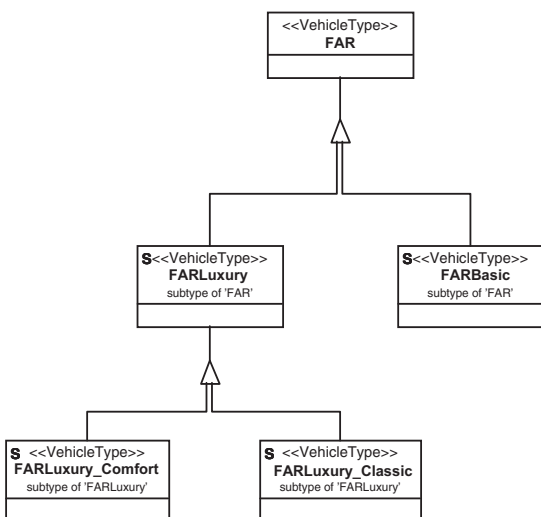 <<VehicleType>>
FAR
S<<VehicleType>>
FARLuxury
subtype of 'FAR'
S<<VehicleType>>
FARBasic
subtype of 'FAR'
S <<VehicleType>>
FARLuxury_Comfort
subtype of 'FARLuxury'
S <<VehicleType>>
FARLuxury_Classic
subtype of 'FARLuxury'